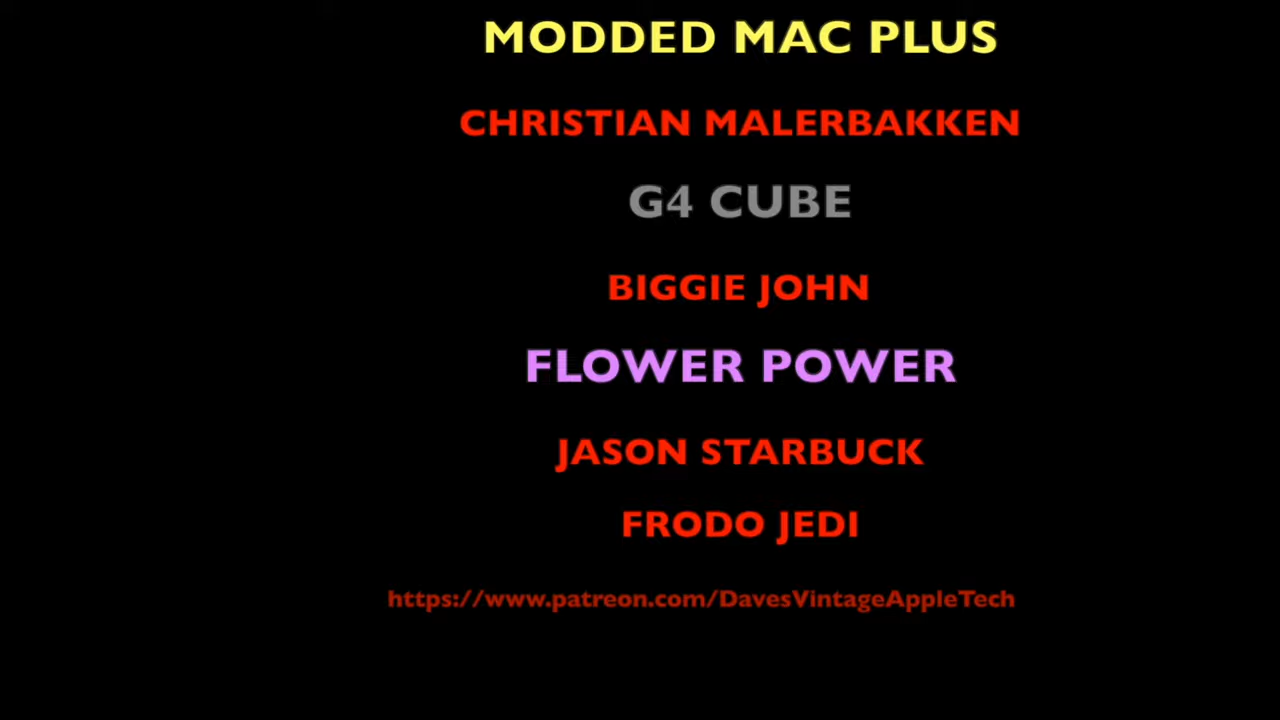 MODDED MAC PLUS
CHRISTIAN MALERBAKKEN
G4 CUBE
BIGGIE JOHN
FLOWER POWER
JASON STARBUCK
FRODO JEDI
https://www.patreon.com/DavesVintageAppleTech